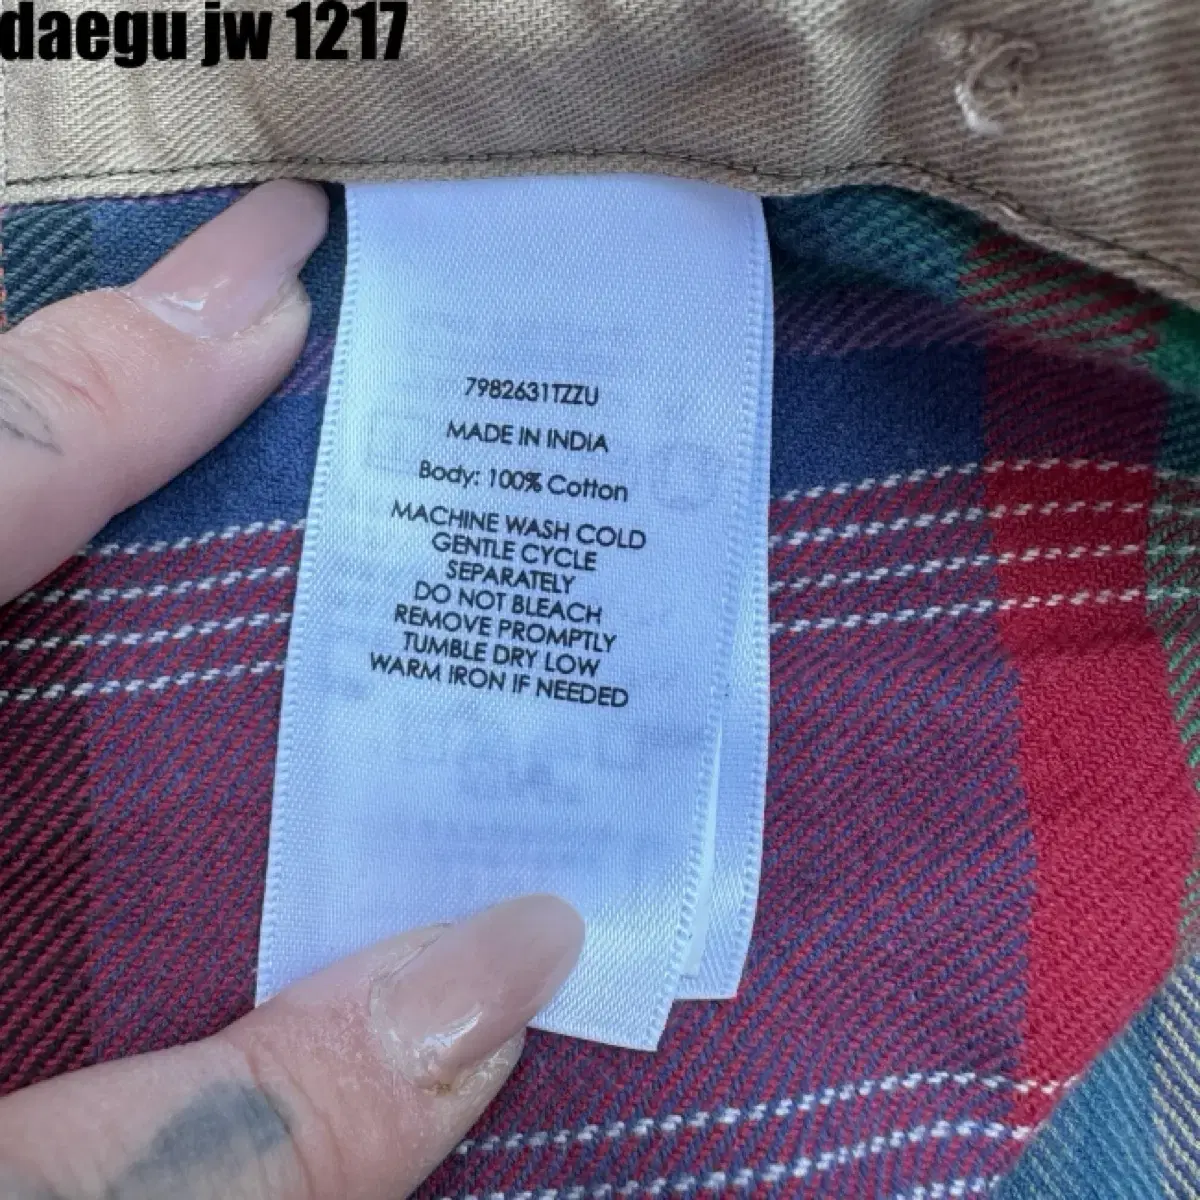 daegu jw 1217
7982631TZZU
MADE IN INDIA
Body: 100% Cotton
MACHINE WASH COLD
GENTLE CYCLE
SEPARATELY
DO NOT BLEACH
REMOVE PROMPTLY
TUMBLE DRY LOW
WARM IRON IF NEEDED